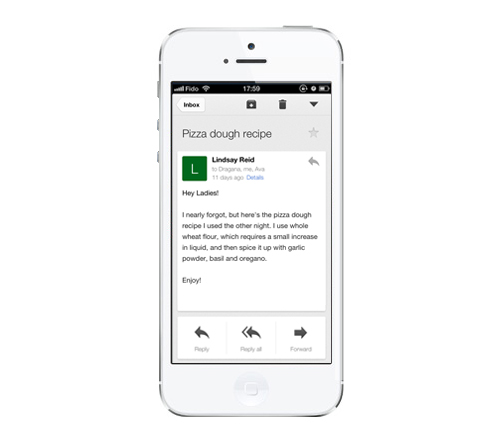 Fido 17:59
Inbox
Pizza dough recipe
L
Lindsay Reid
to Dragana, me, Ava
11 days ago Details
Hey Ladies!
I nearly forgot, but here's the pizza dough
recipe I used the other night. I use whole
wheat flour, which requires a small increase
in liquid, and then spice it up with garlic
powder, basil and oregano.
Enjoy!
Reply Reply all Forward